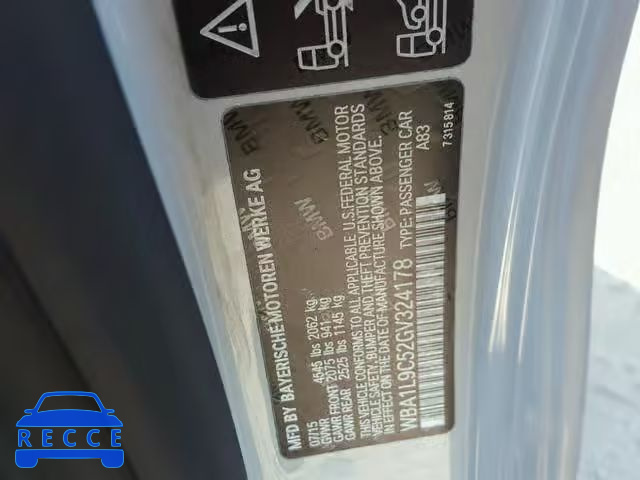 MFD BY BAYERISCHE MOTOREN WERKE AG
07/15
GVWR 4545 lbs 2062 kg
GAWR FRONT 2075 lbs 941 kg
GAWR REAR 2525 lbs 1145 kg
THIS VEHICLE CONFORMS TO ALL APPLICABLE U.S. FEDERAL MOTOR
VEHICLE SAFETY, BUMPER AND THEFT PREVENTION STANDARDS
IN EFFECT ON THE DATE OF MANUFACTURE SHOWN ABOVE.
WBA1L9C52GV324178 TYPE: PASSENGER CAR
A83
7315814
BMW
BMW
BMW
BMW
RECCE